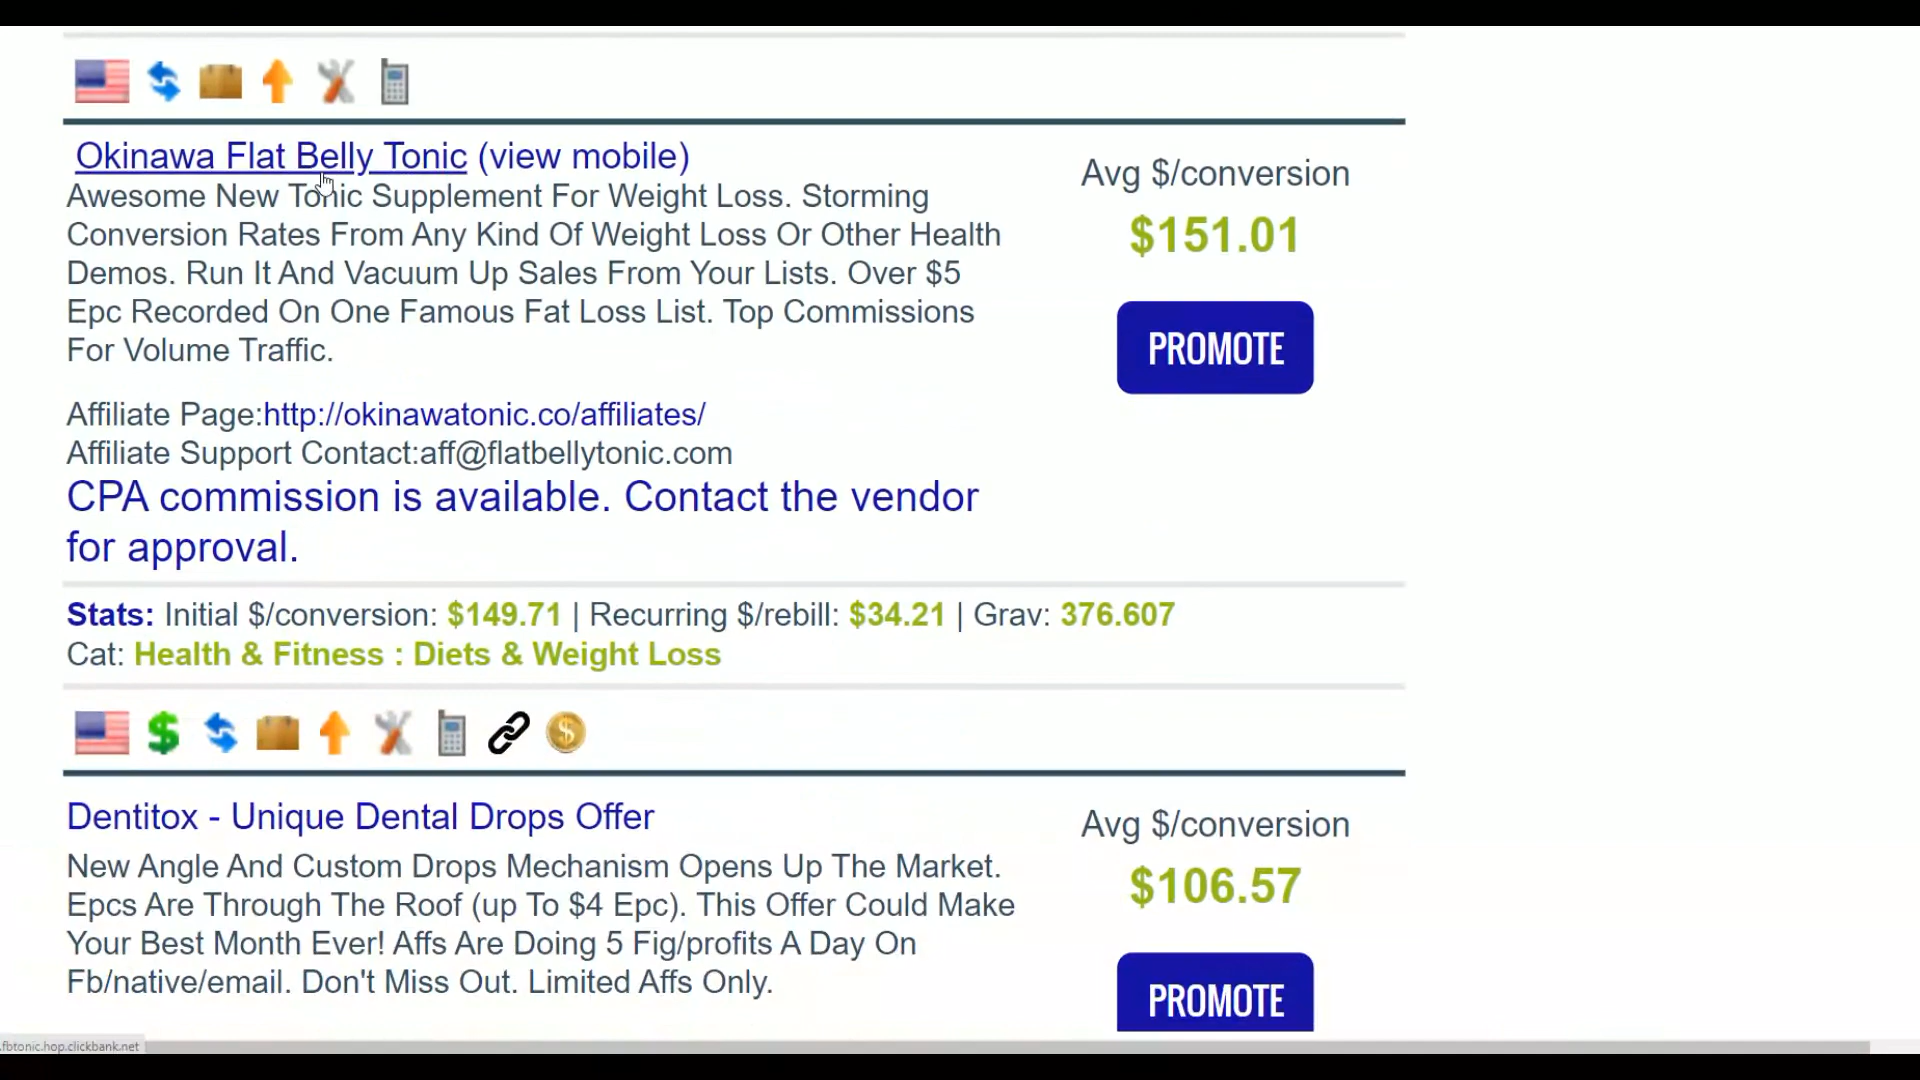 Okinawa Flat Belly Tonic (view mobile)
Awesome New Tonic Supplement For Weight Loss. Storming
Conversion Rates From Any Kind Of Weight Loss Or Other Health
Demos. Run It And Vacuum Up Sales From Your Lists. Over $5
Epc Recorded On One Famous Fat Loss List. Top Commissions
For Volume Traffic.
Avg $/conversion
$151.01
PROMOTE
Affiliate Page:http://okinawatonic.co/affiliates/
Affiliate Support Contact:aff@flatbellytonic.com
CPA commission is available. Contact the vendor
for approval.
Stats: Initial $/conversion: $149.71 | Recurring $/rebill: $34.21 | Grav: 376.607
Cat: Health & Fitness : Diets & Weight Loss
Dentitox - Unique Dental Drops Offer
New Angle And Custom Drops Mechanism Opens Up The Market.
Epcs Are Through The Roof (up To $4 Epc). This Offer Could Make
Your Best Month Ever! Affs Are Doing 5 Fig/profits A Day On
Fb/native/email. Don't Miss Out. Limited Affs Only.
Avg $/conversion
$106.57
PROMOTE
.fbtonic.hop.clickbank.net